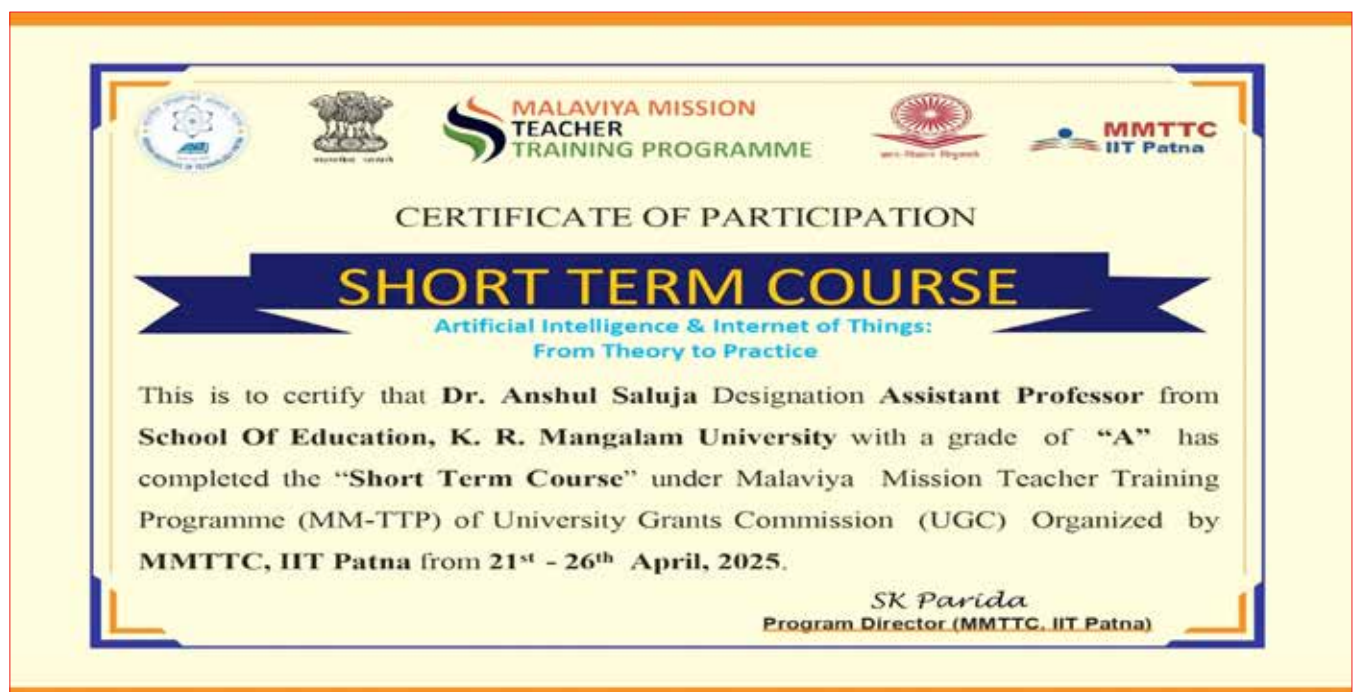 MALAVIYA MISSION
TEACHER
TRAINING PROGRAMME
MMTTC
IIT Patna
CERTIFICATE OF PARTICIPATION
SHORT TERM COURSE
Artificial Intelligence & Internet of Things:
From Theory to Practice
This is to certify that Dr. Anshul Saluja Designation Assistant Professor from
School Of Education, K. R. Mangalam University with a grade of “A” has
completed the “Short Term Course” under Malaviya Mission Teacher Training
Programme (MM-TTP) of University Grants Commission (UGC) Organized by
MMTTC, IIT Patna from 21st - 26th April, 2025.
SK Parida
Program Director (MMTTC, IIT Patna)